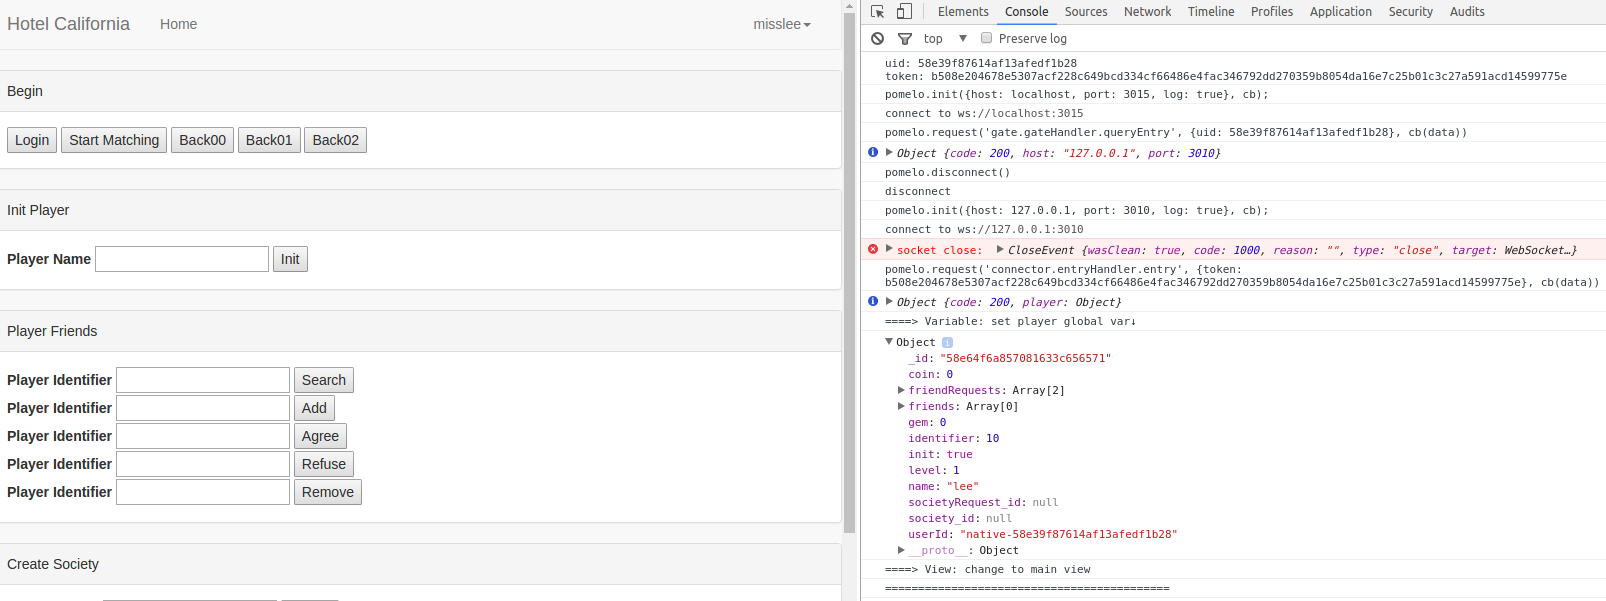 Hotel California Home misslee
Begin
Login Start Matching Back00 Back01 Back02
Init Player
Player Name Init
Player Friends
Player Identifier Search
Player Identifier Add
Player Identifier Agree
Player Identifier Refuse
Player Identifier Remove
Create Society
Elements Console Sources Network Timeline Profiles Application Security Audits
top Preserve log
uid: 58e39f87614af13afedf1b28
token: b508e204678e5307acf228c649bcd334cf66486e4fac346792dd270359b8054da16e7c25b01c3c27a591acd14599775e
pomelo.init({host: localhost, port: 3015, log: true}, cb);
connect to ws://localhost:3015
pomelo.request('gate.gateHandler.queryEntry', {uid: 58e39f87614af13afedf1b28}, cb(data))
Object {code: 200, host: "127.0.0.1", port: 3010}
pomelo.disconnect()
disconnect
pomelo.init({host: 127.0.0.1, port: 3010, log: true}, cb);
connect to ws://127.0.0.1:3010
socket close: CloseEvent {wasClean: true, code: 1000, reason: "", type: "close", target: WebSocket…}
pomelo.request('connector.entryHandler.entry', {token:
b508e204678e5307acf228c649bcd334cf66486e4fac346792dd270359b8054da16e7c25b01c3c27a591acd14599775e}, cb(data))
Object {code: 200, player: Object}
====> Variable: set player global var↓
Object
_id: "58e64f6a857081633c656571"
coin: 0
friendRequests: Array[2]
friends: Array[0]
gem: 0
identifier: 10
init: true
level: 1
name: "lee"
societyRequest_id: null
society_id: null
userId: "native-58e39f87614af13afedf1b28"
__proto__: Object
====> View: change to main view
===========================================